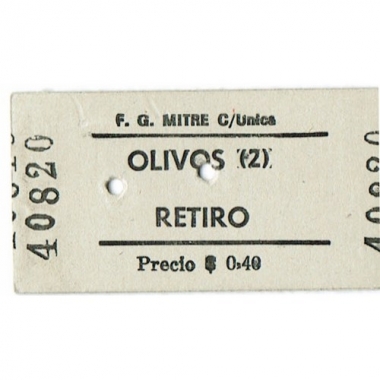 F. G. MITRE C/Unica
OLIVOS (2)
RETIRO
Precio $ 0.40
40820